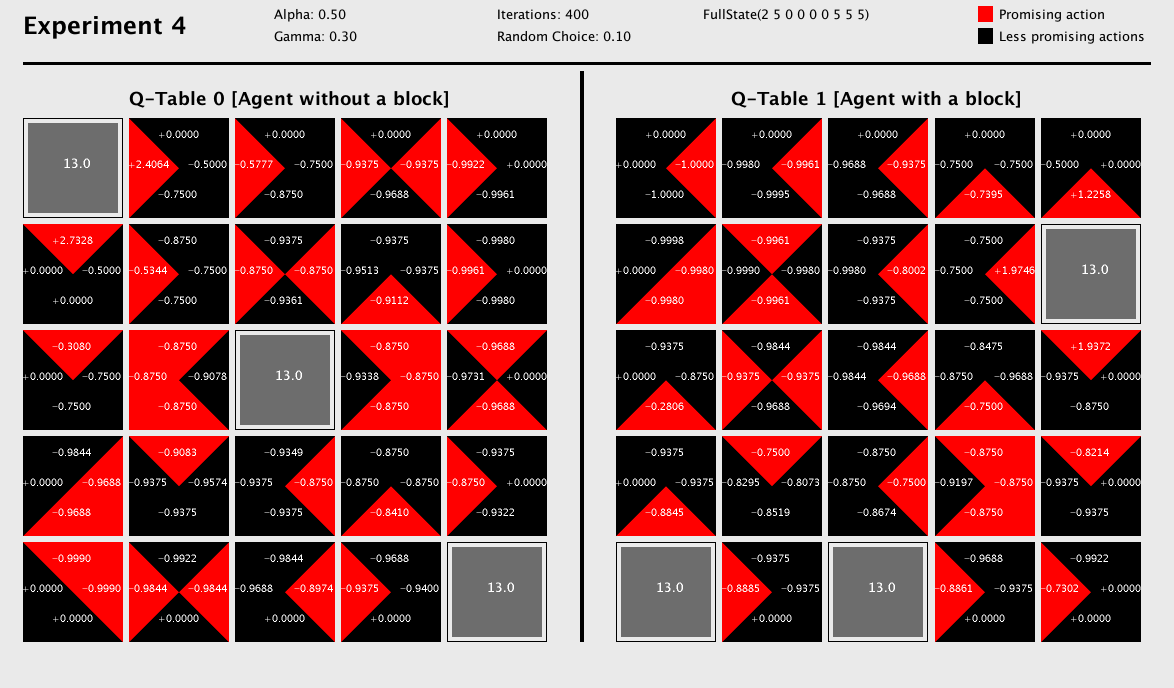 Experiment 4
Alpha: 0.50
Gamma: 0.30
Iterations: 400
Random Choice: 0.10
FullState(2 5 0 0 0 0 5 5 5)
Promising action
Less promising actions
Q-Table 0 [Agent without a block]
+0.0000 +0.0000 +0.0000 +0.0000
13.0 +2.4064 -0.5000 -0.5777 -0.7500 -0.9375 -0.9375 -0.9922 +0.0000
-0.7500 -0.8750 -0.9688 -0.9961
+2.7328 -0.8750 -0.9375 -0.9375 -0.9980
+0.0000 -0.5000 -0.5344 -0.7500 -0.8750 -0.8750 -0.9513 -0.9375 -0.9961 +0.0000
+0.0000 -0.7500 -0.9361 -0.9112 -0.9980
-0.3080 -0.8750 -0.8750 -0.9688
+0.0000 -0.7500 -0.8750 -0.9078 13.0 -0.9338 -0.8750 -0.9731 +0.0000
-0.7500 -0.8750 -0.8750 -0.9688
-0.9844 -0.9083 -0.9349 -0.8750 -0.9375
+0.0000 -0.9688 -0.9375 -0.9574 -0.9375 -0.8750 -0.8750 -0.8750 -0.8750 +0.0000
-0.9688 -0.9375 -0.9375 -0.8410 -0.9322
-0.9990 -0.9922 -0.9844 -0.9688
+0.0000 -0.9990 -0.9844 -0.9844 -0.9688 -0.8974 -0.9375 -0.9400 13.0
+0.0000 +0.0000 +0.0000 +0.0000
Q-Table 1 [Agent with a block]
+0.0000 +0.0000 +0.0000 +0.0000 +0.0000
+0.0000 -1.0000 -0.9980 -0.9961 -0.9688 -0.9375 -0.7500 -0.7500 -0.5000 +0.0000
-1.0000 -0.9995 -0.9688 -0.7395 +1.2258
-0.9998 -0.9961 -0.9375 -0.7500
+0.0000 -0.9980 -0.9990 -0.9980 -0.9980 -0.8002 -0.7500 +1.9746 13.0
-0.9980 -0.9961 -0.9375 -0.7500
-0.9375 -0.9844 -0.9844 -0.8475 +1.9372
+0.0000 -0.8750 -0.9375 -0.9375 -0.9844 -0.9688 -0.8750 -0.9688 -0.9375 +0.0000
-0.2806 -0.9688 -0.9694 -0.7500 -0.8750
-0.9375 -0.7500 -0.8750 -0.8750 -0.8214
+0.0000 -0.9375 -0.8295 -0.8073 -0.8750 -0.7500 -0.9197 -0.8750 -0.9375 +0.0000
-0.8845 -0.8519 -0.8674 -0.8750 -0.9375
-0.9375 -0.9688 -0.9922
13.0 -0.8885 -0.9375 13.0 -0.8861 -0.9375 -0.7302 +0.0000
+0.0000 +0.0000 +0.0000